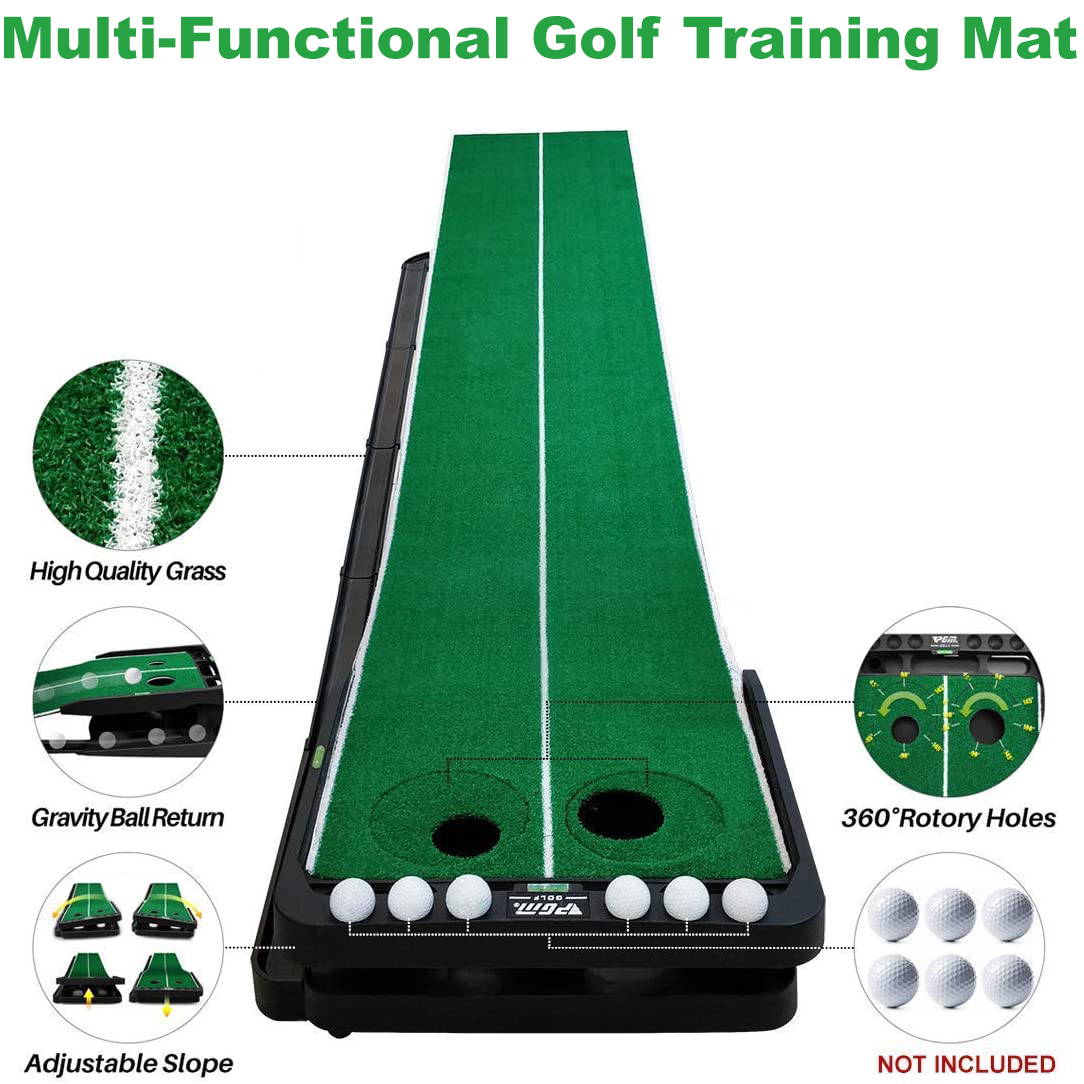 Multi-Functional Golf Training Mat
High Quality Grass
Gravity Ball Return
360°Rotory Holes
PGM
GOLF
Adjustable Slope
NOT INCLUDED